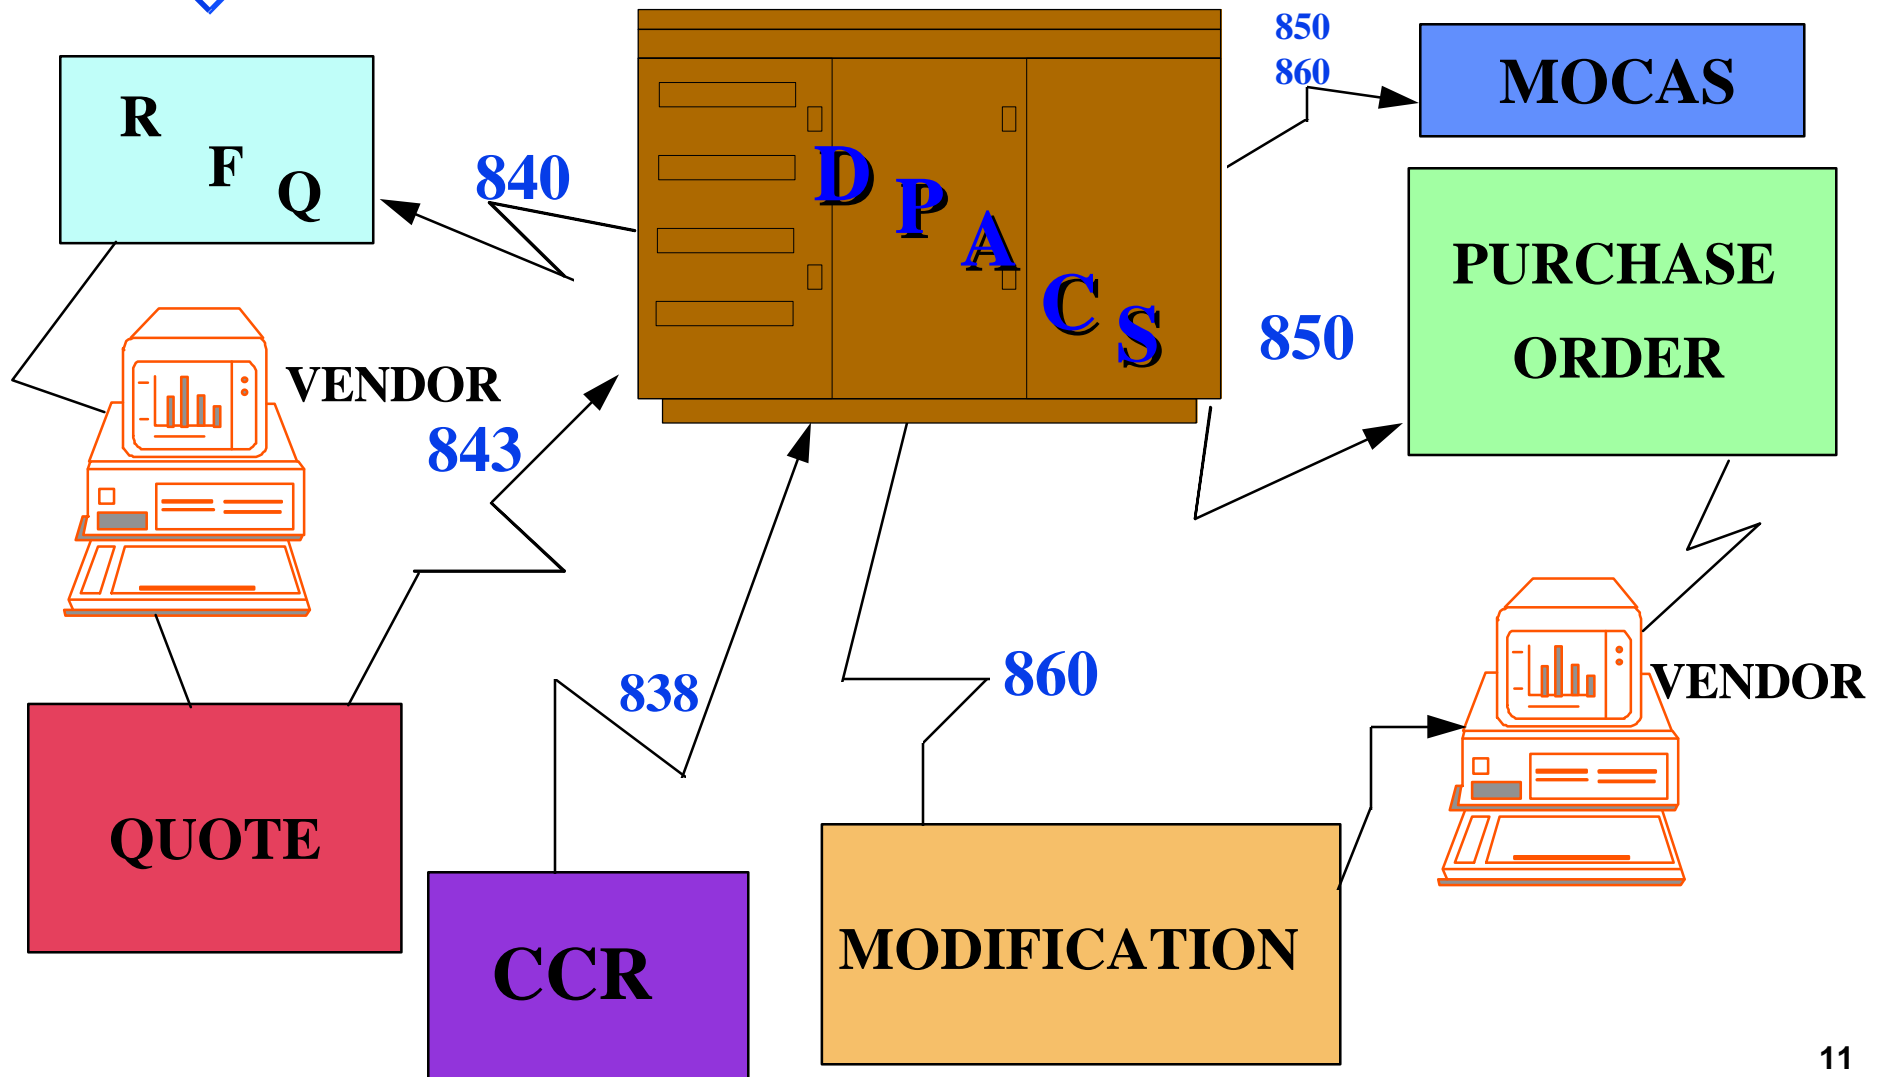 850
860
MOCAS
R
F
Q
840
D
P
A
C
S
PURCHASE
ORDER
850
VENDOR
843
838
860
VENDOR
QUOTE
CCR
MODIFICATION
11